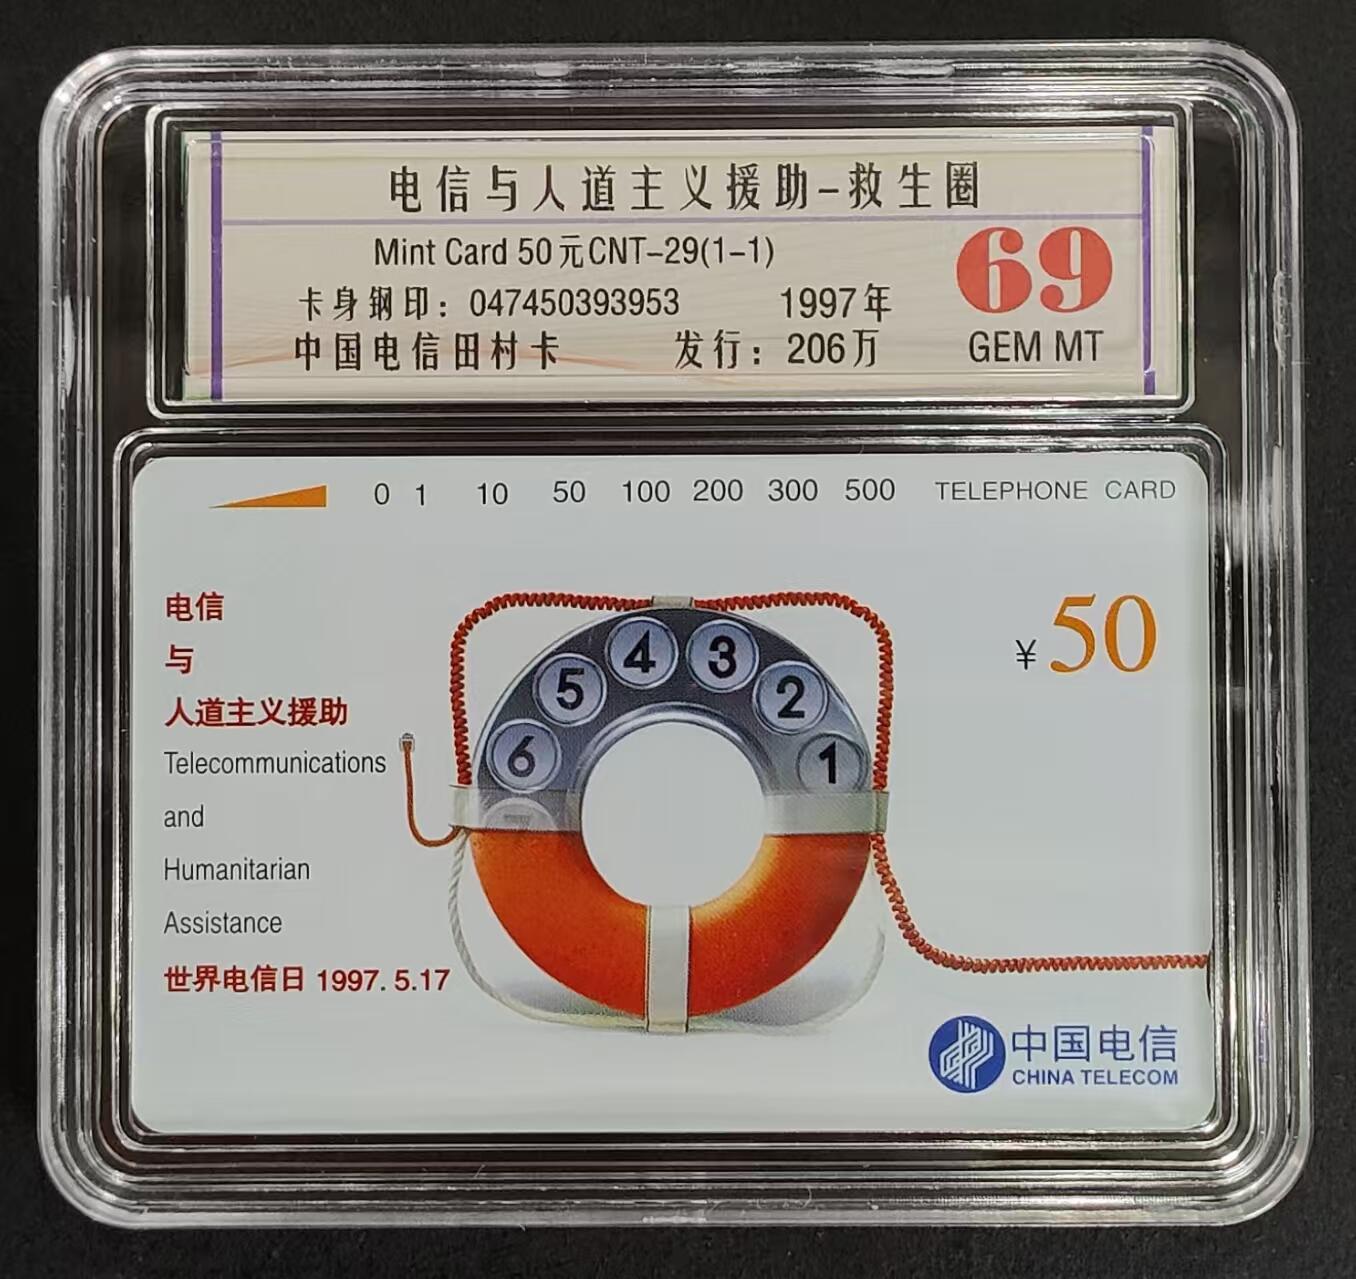 电信与人道主义援助-救生圈
Mint Card 50元CNT-29(1-1)
69
卡身钢印：047450393953 1997年
中国电信田村卡 发行：206万 GEM MT
0 1 10 50 100 200 300 500 TELEPHONE CARD
电信
与
人道主义援助
Telecommunications
and
Humanitarian
Assistance
世界电信日 1997. 5.17
¥50
4 3
5 2
6 1
7
中国电信
CHINA TELECOM